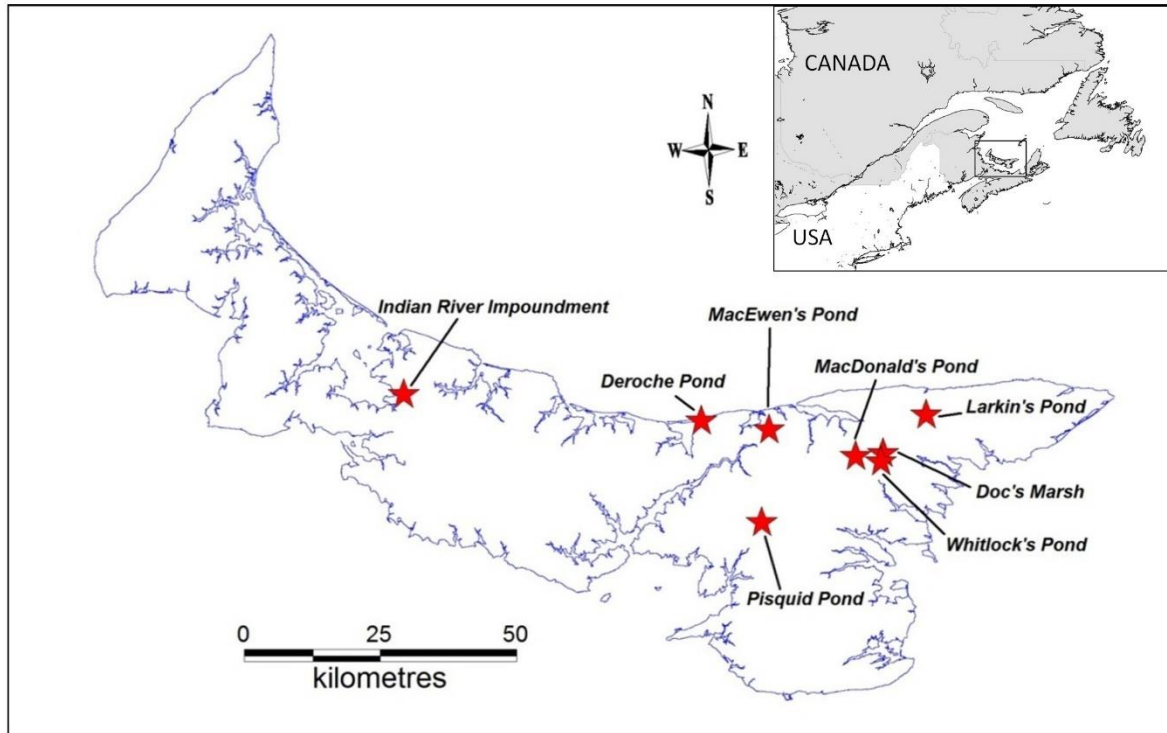 CANADA
USA
N
W E
S
Indian River Impoundment
MacEwen's Pond
Deroche Pond
MacDonald's Pond
Larkin's Pond
Doc's Marsh
Whitlock's Pond
Pisquid Pond
0 25 50
kilometres